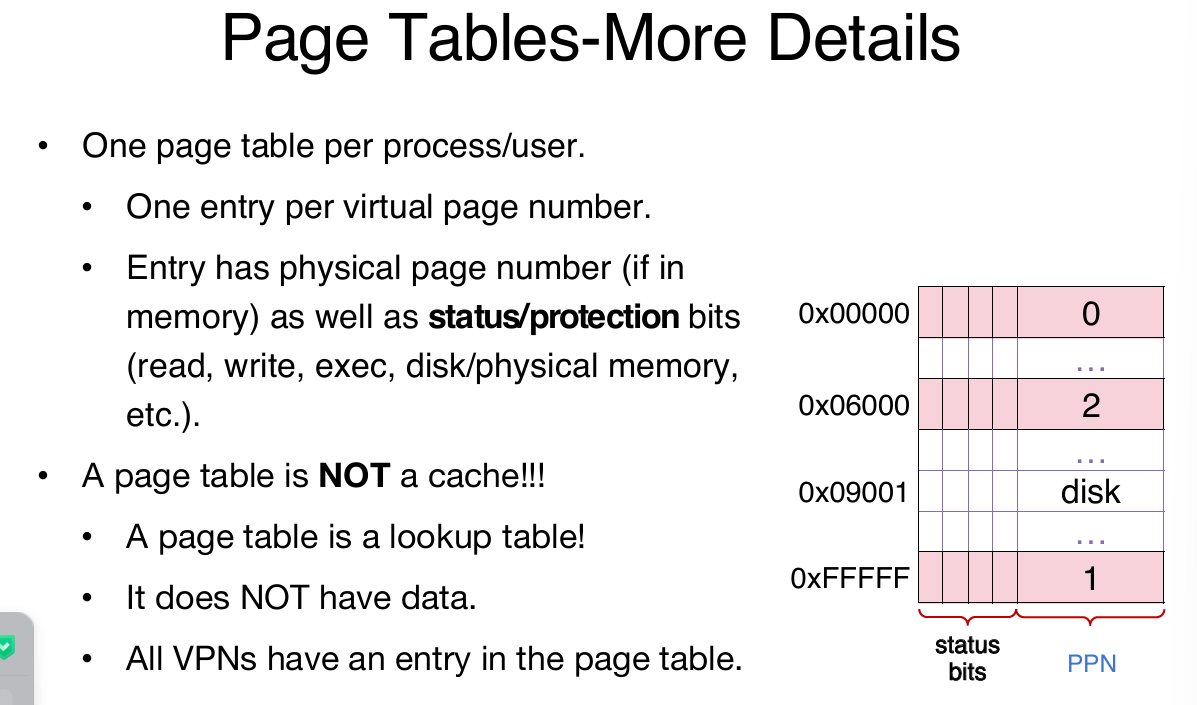 Page Tables-More Details
• One page table per process/user.
• One entry per virtual page number.
• Entry has physical page number (if in
memory) as well as status/protection bits
(read, write, exec, disk/physical memory,
etc.).
• A page table is NOT a cache!!!
• A page table is a lookup table!
• It does NOT have data.
• All VPNs have an entry in the page table.
0x00000 0
...
0x06000 2
...
0x09001 disk
...
0xFFFFF 1
status
bits
PPN